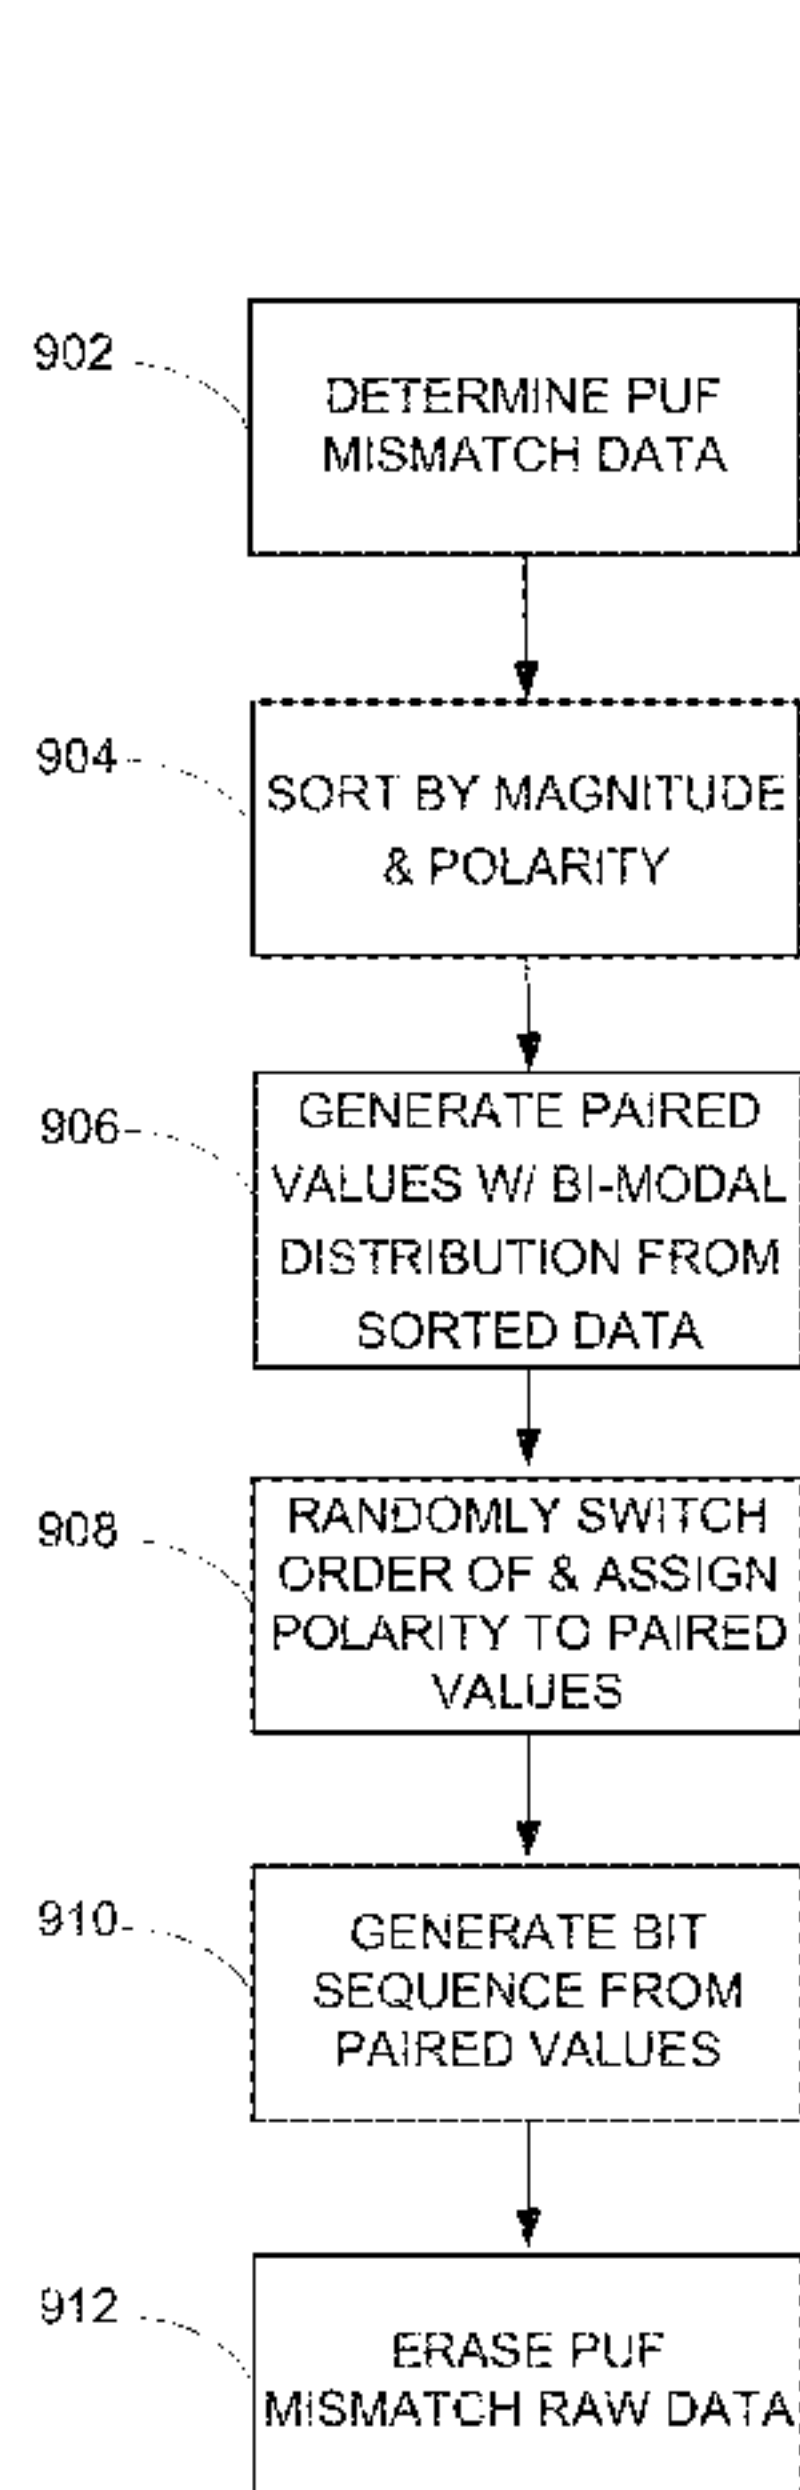 902
DETERMINE PUF
MISMATCH DATA
904
SORT BY MAGNITUDE
& POLARITY
906
GENERATE PAIRED
VALUES W/ BI-MODAL
DISTRIBUTION FROM
SORTED DATA
908
RANDOMLY SWITCH
ORDER OF & ASSIGN
POLARITY TO PAIRED
VALUES
910
GENERATE BIT
SEQUENCE FROM
PAIRED VALUES
912
ERASE PUF
MISMATCH RAW DATA